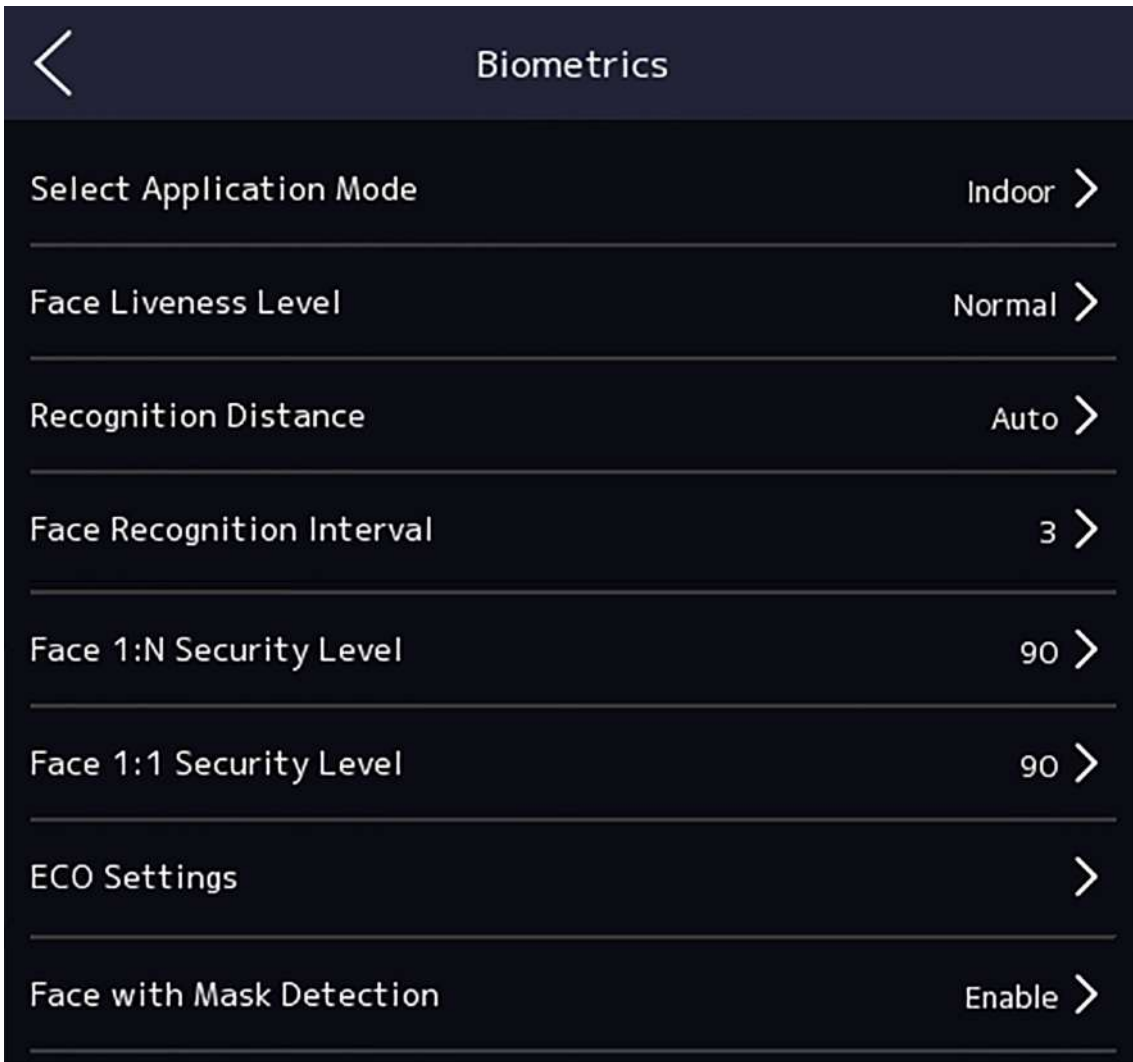 Biometrics
Select Application Mode Indoor
Face Liveness Level Normal
Recognition Distance Auto
Face Recognition Interval 3
Face 1:N Security Level 90
Face 1:1 Security Level 90
ECO Settings
Face with Mask Detection Enable